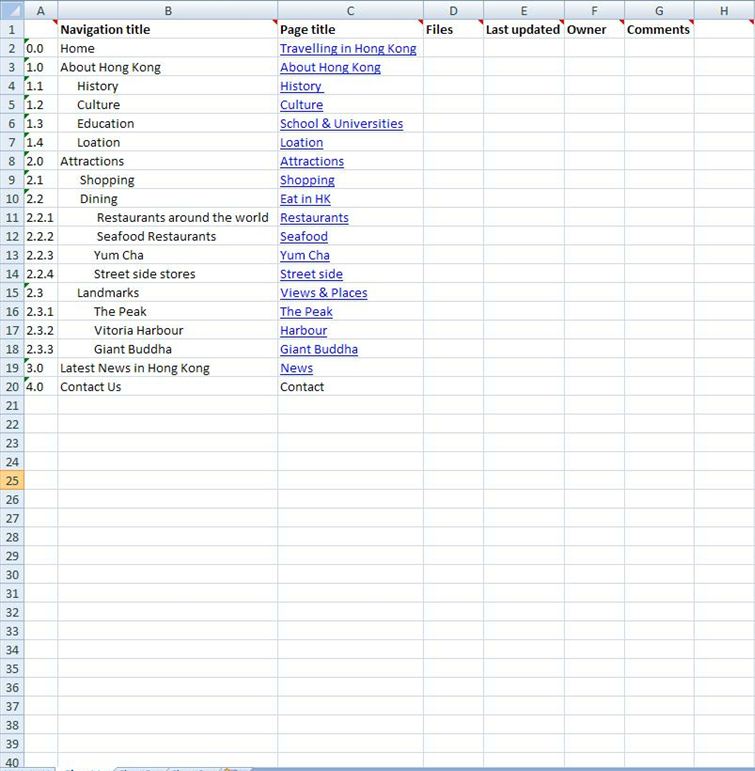 A B C D E F G H
1 Navigation title Page title Files Last updated Owner Comments
2 0.0 Home Travelling in Hong Kong
3 1.0 About Hong Kong About Hong Kong
4 1.1 History History
5 1.2 Culture Culture
6 1.3 Education School & Universities
7 1.4 Loation Loation
8 2.0 Attractions Attractions
9 2.1 Shopping Shopping
10 2.2 Dining Eat in HK
11 2.2.1 Restaurants around the world Restaurants
12 2.2.2 Seafood Restaurants Seafood
13 2.2.3 Yum Cha Yum Cha
14 2.2.4 Street side stores Street side
15 2.3 Landmarks Views & Places
16 2.3.1 The Peak The Peak
17 2.3.2 Vitoria Harbour Harbour
18 2.3.3 Giant Buddha Giant Buddha
19 3.0 Latest News in Hong Kong News
20 4.0 Contact Us Contact
21
22
23
24
25
26
27
28
29
30
31
32
33
34
35
36
37
38
39
40